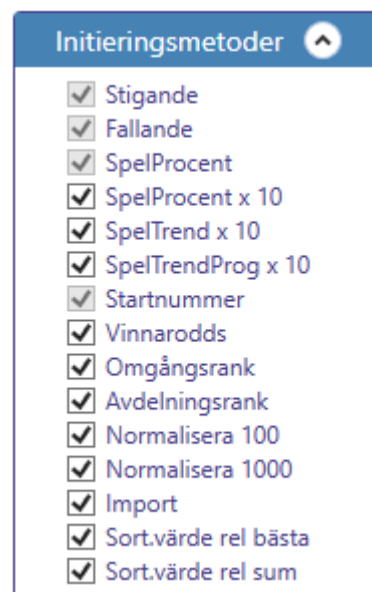 Initieringsmetoder
Stigande
Fallande
SpelProcent
SpelProcent x 10
SpelTrend x 10
SpelTrendProg x 10
Startnummer
Vinnarodds
Omgångsrank
Avdelningsrank
Normalisera 100
Normalisera 1000
Import
Sort.värde rel bästa
Sort.värde rel sum